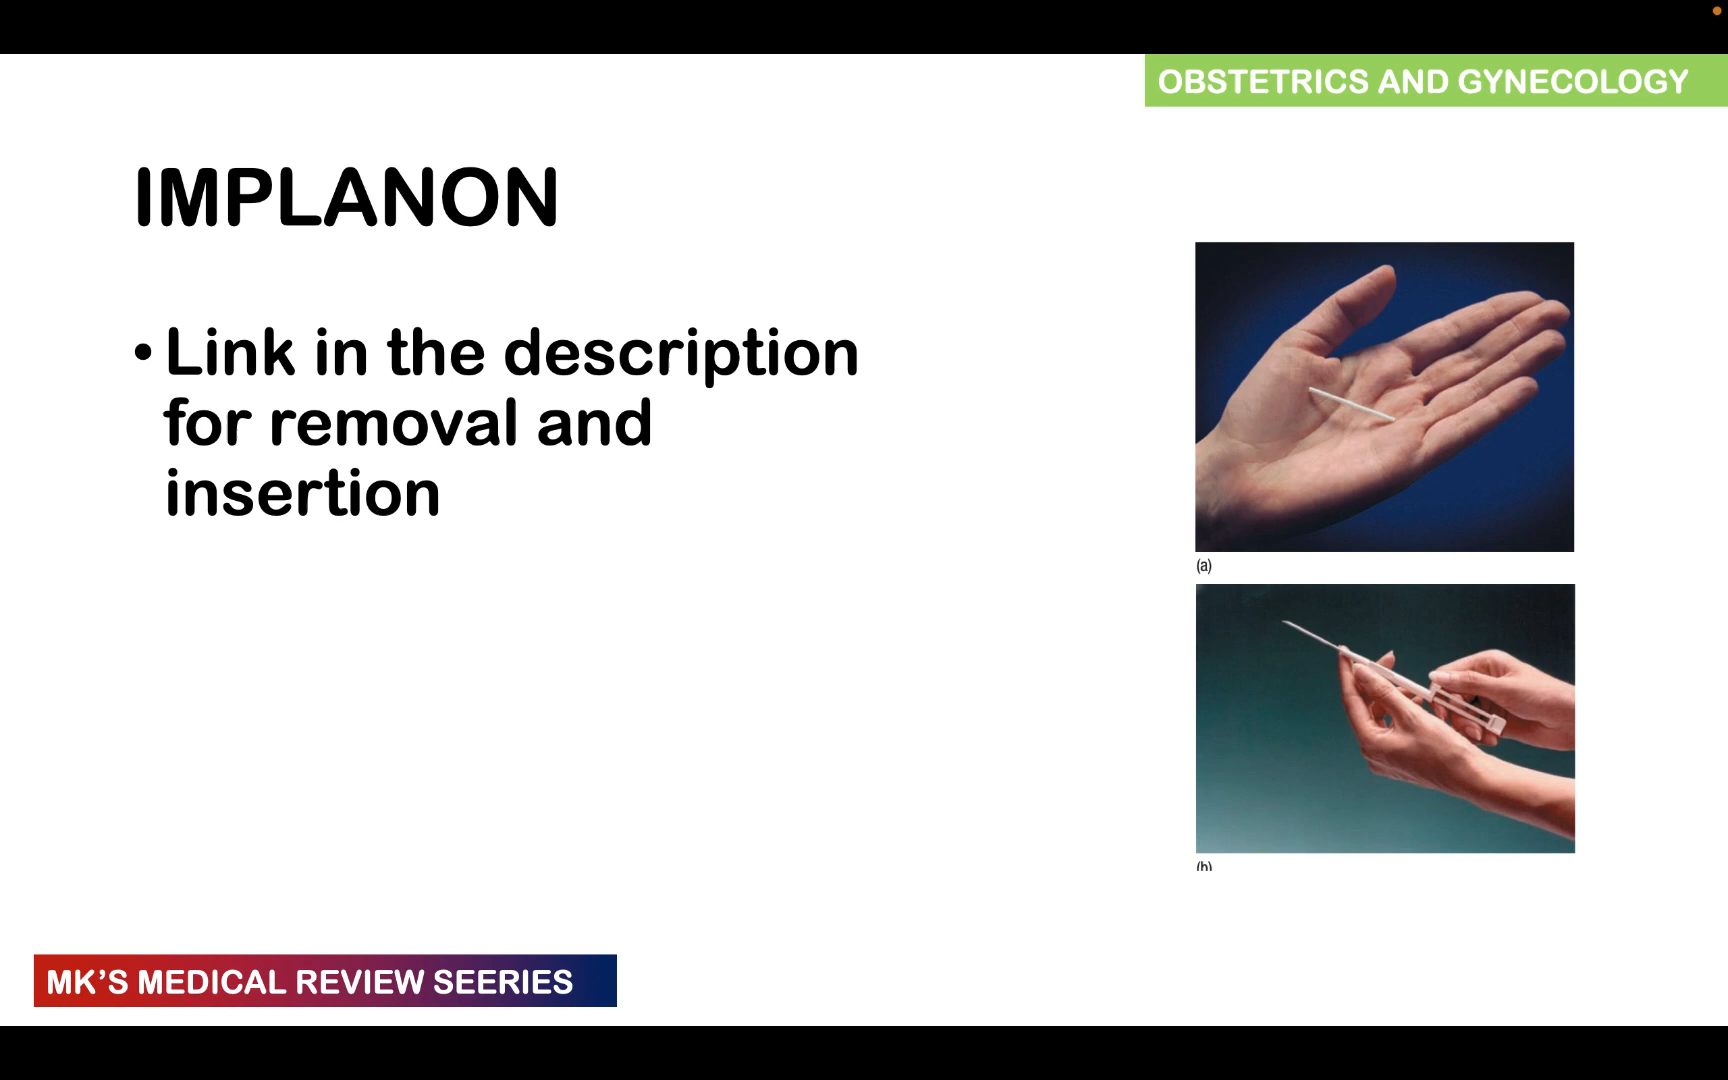 OBSTETRICS AND GYNECOLOGY
IMPLANON
• Link in the description
for removal and
insertion
(a)
(b)
MK’S MEDICAL REVIEW SEERIES